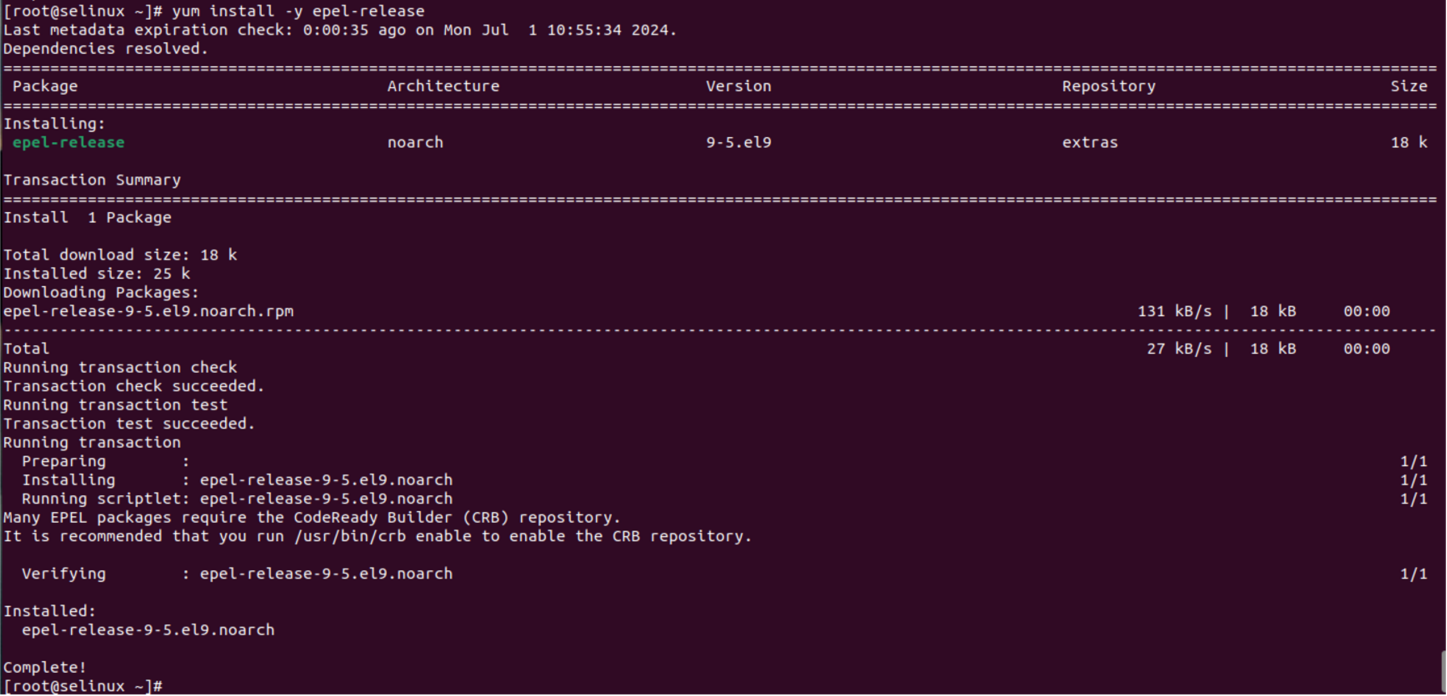 [root@selinux ~]# yum install -y epel-release
Last metadata expiration check: 0:00:35 ago on Mon Jul  1 10:55:34 2024.
Dependencies resolved.
================================================================================
 Package                Architecture          Version               Repository          Size
================================================================================
Installing:
 epel-release           noarch                9-5.el9               extras              18 k

Transaction Summary
================================================================================
Install  1 Package

Total download size: 18 k
Installed size: 25 k
Downloading Packages:
epel-release-9-5.el9.noarch.rpm                                131 kB/s |  18 kB     00:00
--------------------------------------------------------------------------------
Total                                                           27 kB/s |  18 kB     00:00
Running transaction check
Transaction check succeeded.
Running transaction test
Transaction test succeeded.
Running transaction
  Preparing        :                                                            1/1
  Installing       : epel-release-9-5.el9.noarch                                1/1
  Running scriptlet: epel-release-9-5.el9.noarch                                1/1
Many EPEL packages require the CodeReady Builder (CRB) repository.
It is recommended that you run /usr/bin/crb enable to enable the CRB repository.

  Verifying        : epel-release-9-5.el9.noarch                                1/1

Installed:
  epel-release-9-5.el9.noarch

Complete!
[root@selinux ~]#